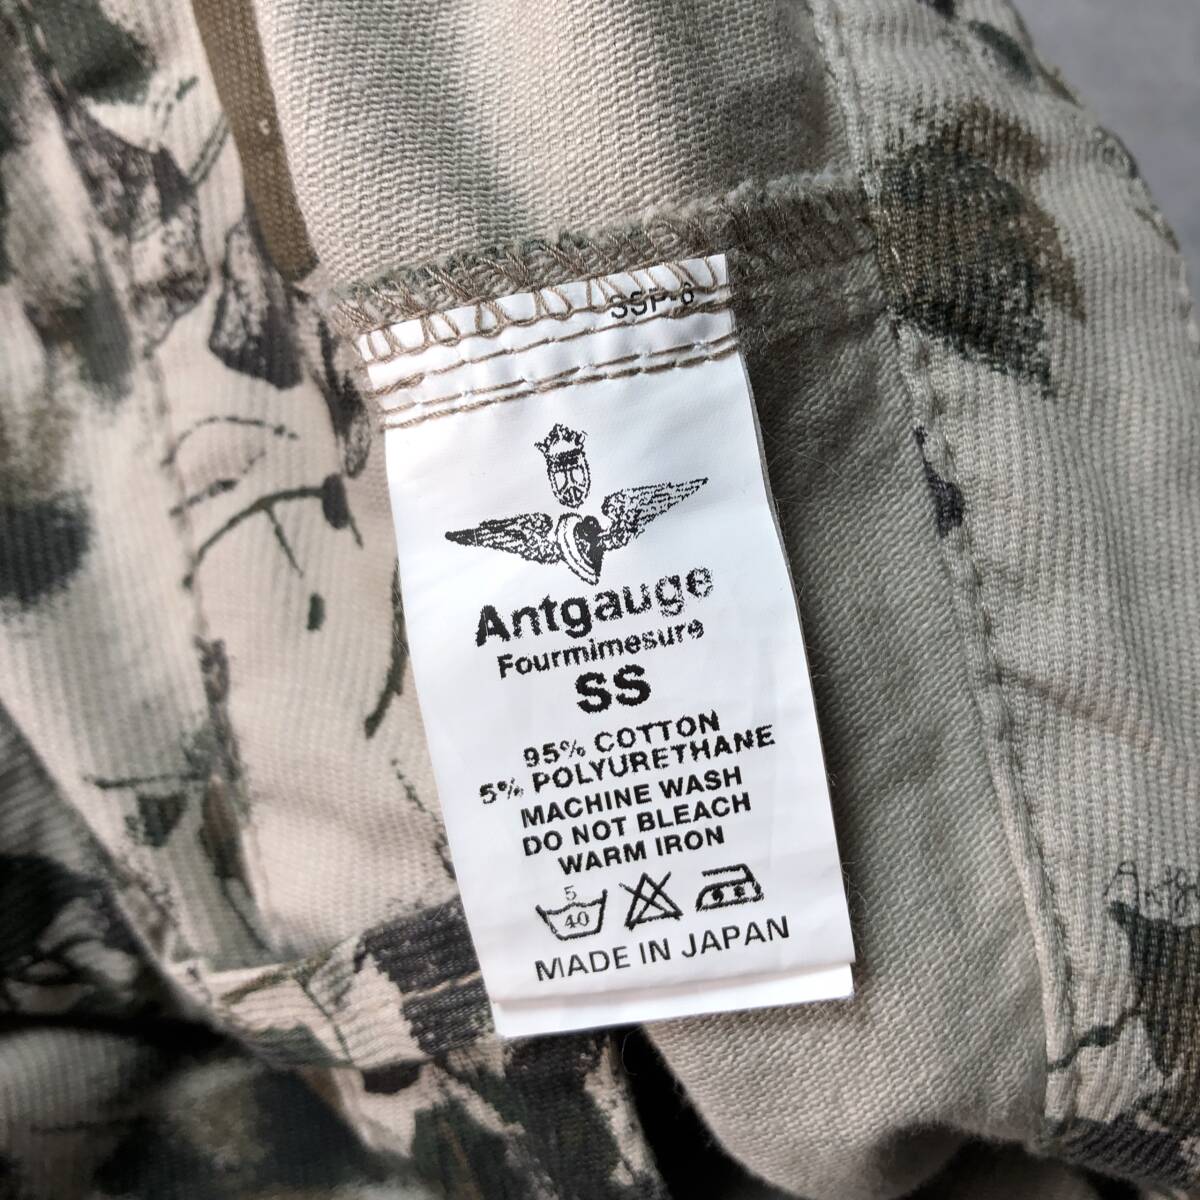 SSP-6
Antgauge
Fourmimesure
SS
95% COTTON
5% POLYURETHANE
MACHINE WASH
DO NOT BLEACH
WARM IRON
5
40
MADE IN JAPAN